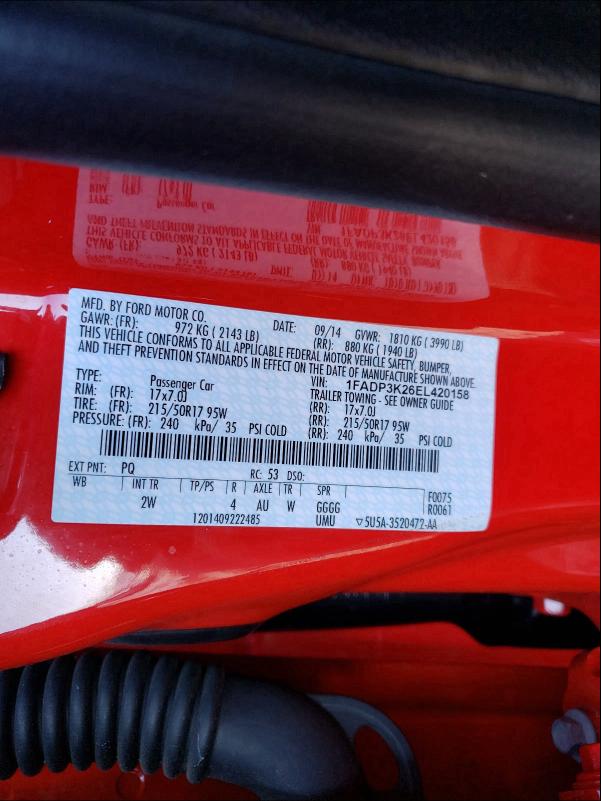 MFD. BY FORD MOTOR CO. DATE: 09/14 GVWR: 1810 KG ( 3990 LB)
GAWR: (FR): 972 KG ( 2143 LB) (RR): 880 KG ( 1940 LB)
THIS VEHICLE CONFORMS TO ALL APPLICABLE FEDERAL MOTOR VEHICLE SAFETY, BUMPER,
AND THEFT PREVENTION STANDARDS IN EFFECT ON THE DATE OF MANUFACTURE SHOWN ABOVE.
VIN: 1FADP3K26EL420158
TYPE: Passenger Car TRAILER TOWING - SEE OWNER GUIDE
RIM: (FR): 17x7.0J (RR): 17x7.0J
TIRE: (FR): 215/50R17 95W (RR): 215/50R17 95W
PRESSURE: (FR): 240 kPa/ 35 PSI COLD (RR): 240 kPa/ 35 PSI COLD
EXT PNT: PQ RC: 53 DSO:
WB INT TR TP/PS R AXLE TR SPR F0075
2W 4 AU W GGGG R0061
1201409222485 UMU ▽5U5A-3520472-AA